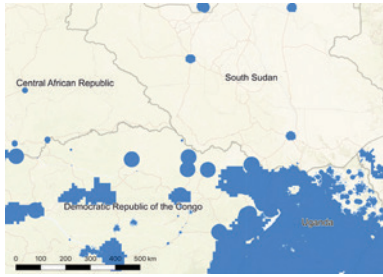 South Sudan
Central African Republic
Democratic Republic of the Congo
Uganda
0 100 200 300 400 500 km